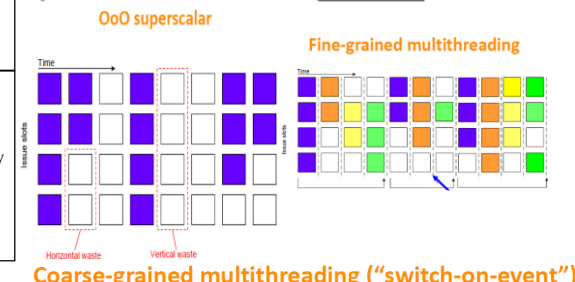 OoO superscalar
Time
Issue slots
Horizontal waste
Vertical waste
Fine-grained multithreading
Time
Issue slots
y
Coarse-grained multithreading (“switch-on-event”)